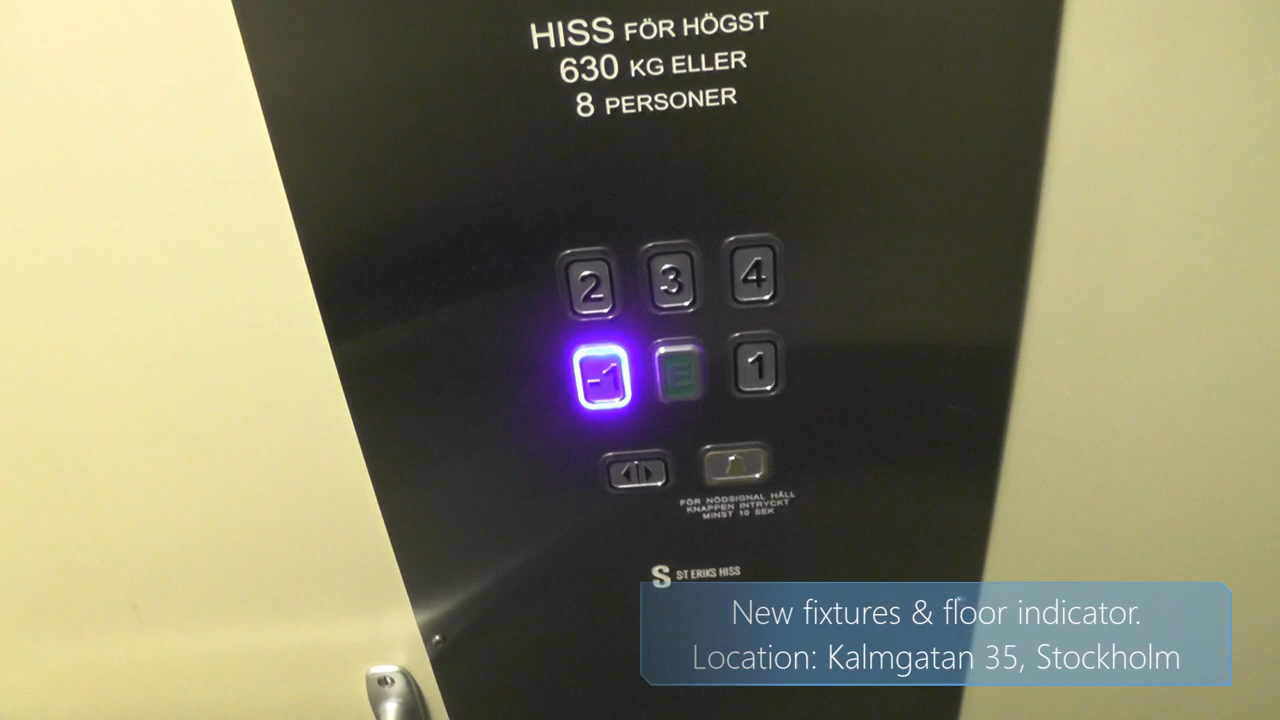 HISS FÖR HÖGST
630 KG ELLER
8 PERSONER
2 3 4
-1 E 1
FÖR NÖDSIGNAL HÅLL
KNAPPEN INTRYCKT
MINST 10 SEK
S ST ERIKS HISS
New fixtures & floor indicator.
Location: Kalmgatan 35, Stockholm